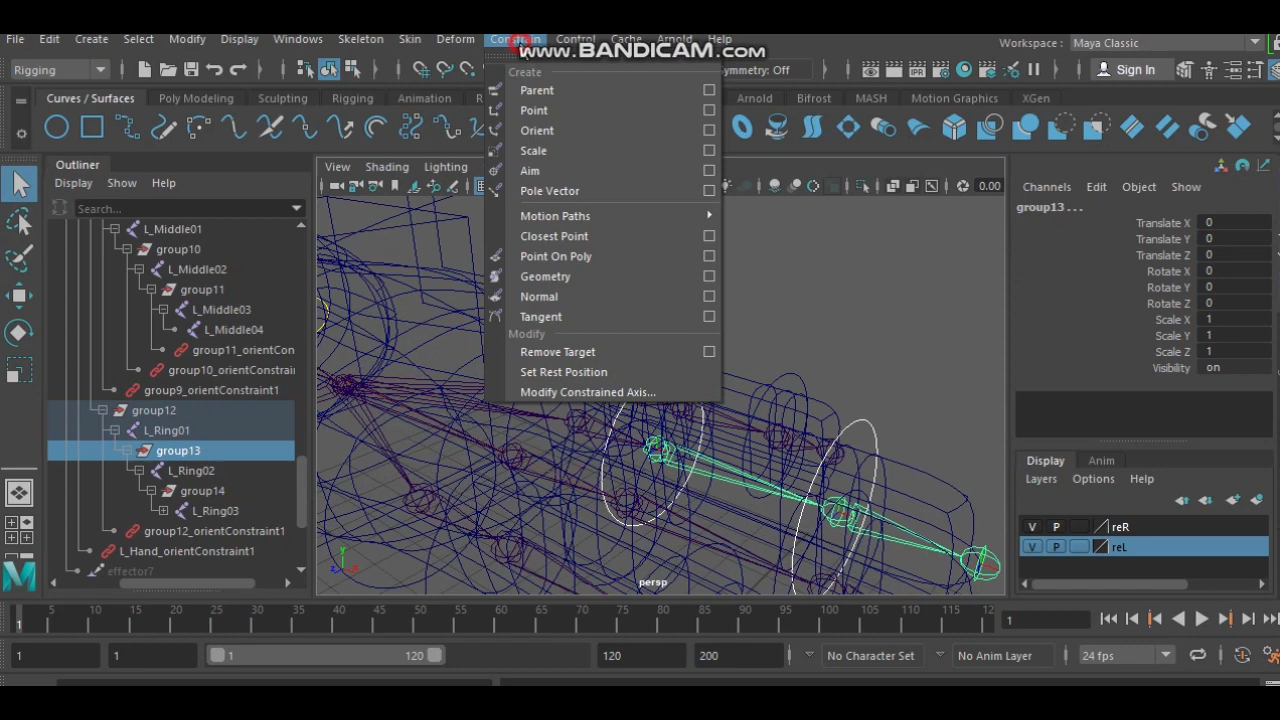 File Edit Create Select Modify Display Windows Skeleton Skin Deform Constrain Control Cache Arnold Help
www.BANDICAM.com
Workspace : Maya Classic
Rigging
ymmetry: Off
Sign In
Curves / Surfaces Poly Modeling Sculpting Rigging Animation R
Arnold Bifrost MASH Motion Graphics XGen
Create
Parent
Point
Orient
Scale
Aim
Pole Vector
Motion Paths
Closest Point
Point On Poly
Geometry
Normal
Tangent
Modify
Remove Target
Set Rest Position
Modify Constrained Axis...
Outliner
Display Show Help
Search...
L_Middle01
group10
L_Middle02
group11
L_Middle03
L_Middle04
group11_orientCon
group10_orientConstrai
group9_orientConstraint1
group12
L_Ring01
group13
L_Ring02
group14
L_Ring03
group12_orientConstraint1
L_Hand_orientConstraint1
effector7
View Shading Lighting
0.00
persp
y
z
x
Channels Edit Object Show
group13 ...
Translate X 0
Translate Y 0
Translate Z 0
Rotate X 0
Rotate Y 0
Rotate Z 0
Scale X 1
Scale Y 1
Scale Z 1
Visibility on
Display Anim
Layers Options Help
V P reR
V P reL
5 10 15 20 25 30 35 40 45 50 55 60 65 70 75 80 85 90 95 100 105 110 115 12
1
1
1 1 1 120 120 200 No Character Set No Anim Layer 24 fps